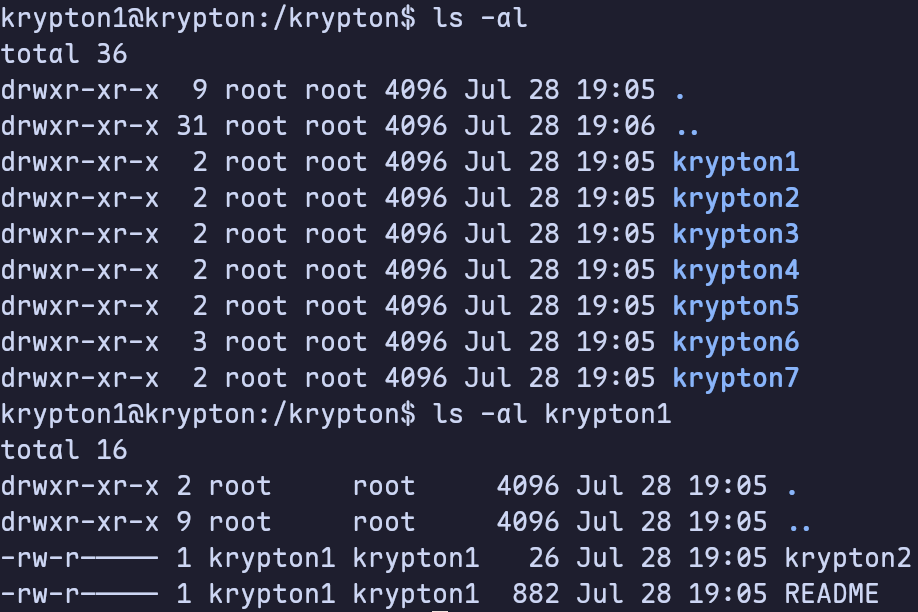 krypton1@krypton:/krypton$ ls -al
total 36
drwxr-xr-x  9 root root 4096 Jul 28 19:05 .
drwxr-xr-x 31 root root 4096 Jul 28 19:06 ..
drwxr-xr-x  2 root root 4096 Jul 28 19:05 krypton1
drwxr-xr-x  2 root root 4096 Jul 28 19:05 krypton2
drwxr-xr-x  2 root root 4096 Jul 28 19:05 krypton3
drwxr-xr-x  2 root root 4096 Jul 28 19:05 krypton4
drwxr-xr-x  2 root root 4096 Jul 28 19:05 krypton5
drwxr-xr-x  3 root root 4096 Jul 28 19:05 krypton6
drwxr-xr-x  2 root root 4096 Jul 28 19:05 krypton7
krypton1@krypton:/krypton$ ls -al krypton1
total 16
drwxr-xr-x 2 root     root     4096 Jul 28 19:05 .
drwxr-xr-x 9 root     root     4096 Jul 28 19:05 ..
-rw-r----- 1 krypton1 krypton1   26 Jul 28 19:05 krypton2
-rw-r----- 1 krypton1 krypton1  882 Jul 28 19:05 README